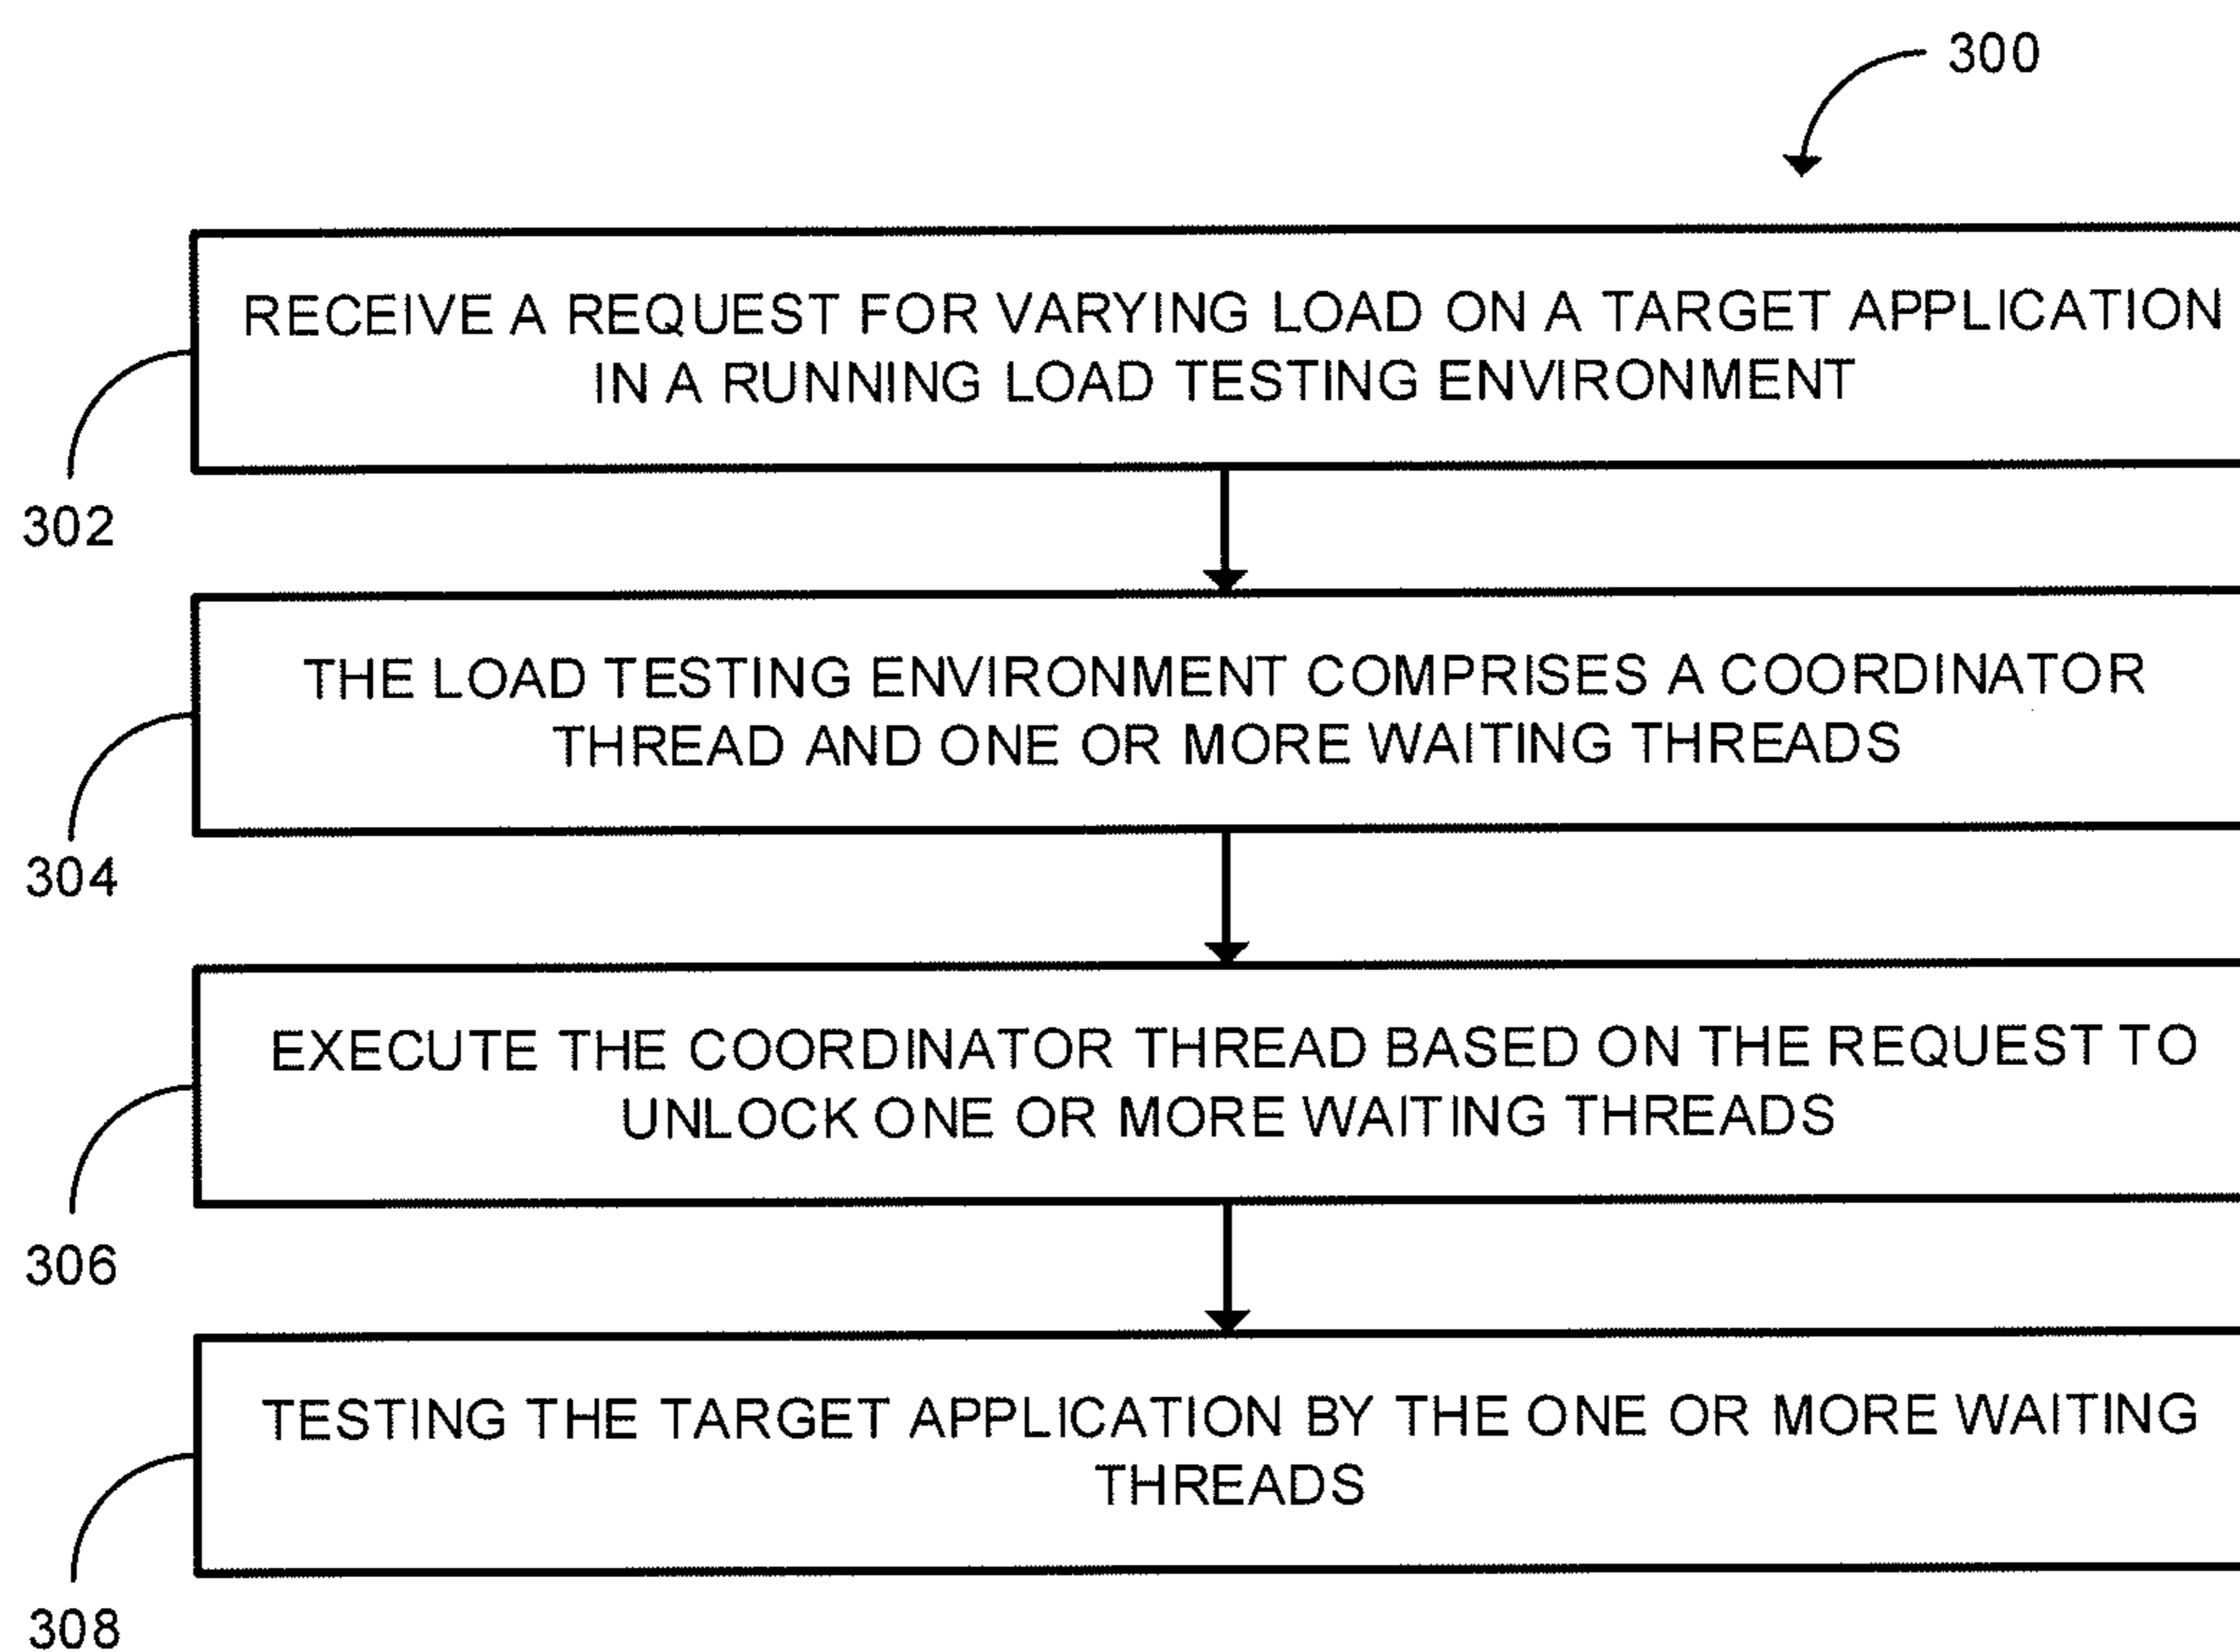 300
RECEIVE A REQUEST FOR VARYING LOAD ON A TARGET APPLICATION
IN A RUNNING LOAD TESTING ENVIRONMENT
302
THE LOAD TESTING ENVIRONMENT COMPRISES A COORDINATOR
THREAD AND ONE OR MORE WAITING THREADS
304
EXECUTE THE COORDINATOR THREAD BASED ON THE REQUEST TO
UNLOCK ONE OR MORE WAITING THREADS
306
TESTING THE TARGET APPLICATION BY THE ONE OR MORE WAITING
THREADS
308